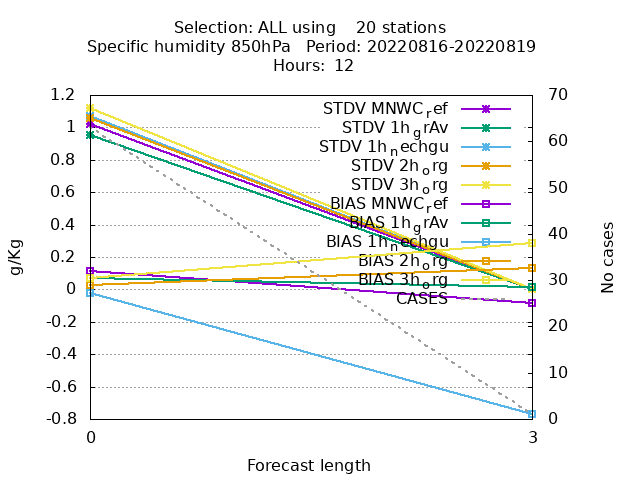 Selection: ALL using    20 stations
Specific humidity 850hPa   Period: 20220816-20220819
Hours: 12
1.2
1
0.8
0.6
0.4
0.2
0
-0.2
-0.4
-0.6
-0.8
g/Kg
STDV MNWC_ref
STDV 1h_grAv
STDV 1h_nechgu
STDV 2h_org
STDV 3h_org
BIAS MNWC_ref
BIAS 1h_grAv
BIAS 1h_nechgu
BIAS 2h_org
BIAS 3h_org
CASES
70
60
50
40
30
20
10
0
No cases
0
3
Forecast length